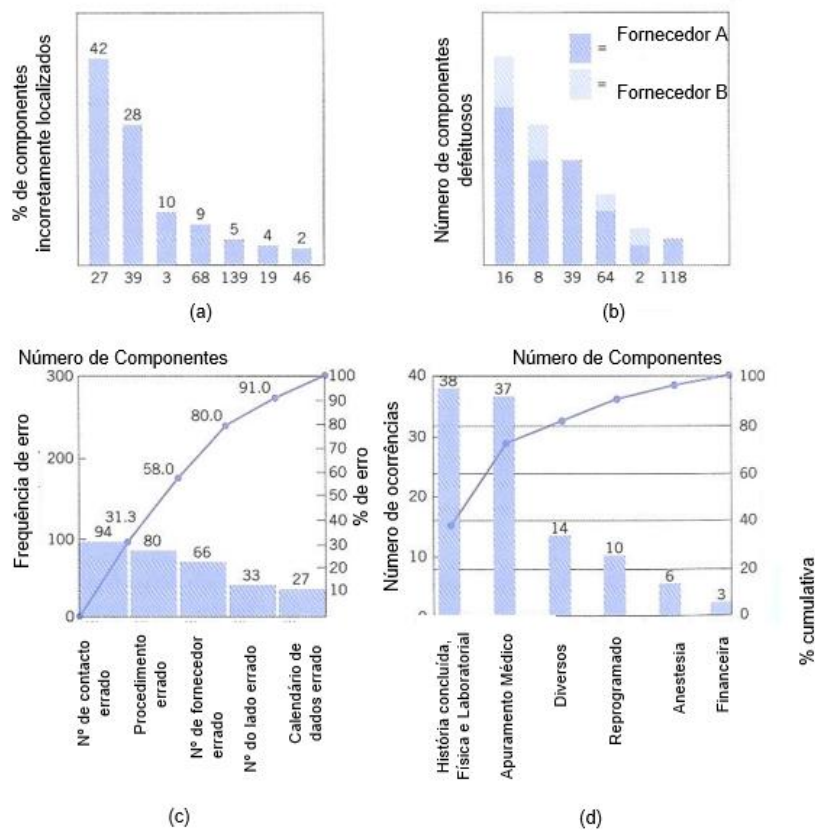 % de componentes
incorretamente localizados
42
28
10
9
5
4
2
27 39 3 68 139 19 46
(a)
Número de componentes
defeituosos
= Fornecedor A
= Fornecedor B
16 8 39 64 2 118
(b)
Número de Componentes
Frequência de erro
300
100
0
94
80
66
33
27
31.3
58.0
80.0
91.0
100
90
80
70
60
50
40
30
20
10
% de erro
Nº de contacto
errado
Procedimento
errado
Nº de fornecedor
errado
Nº do lado errado
Calendário de
dados errado
(c)
Número de Componentes
Número de ocorrências
40
30
20
10
0
38
37
14
10
6
3
100
80
60
40
20
0
% cumulativa
História concluída,
Física e Laboratorial
Apuramento Médico
Diversos
Reprogramado
Anestesia
Financeira
(d)